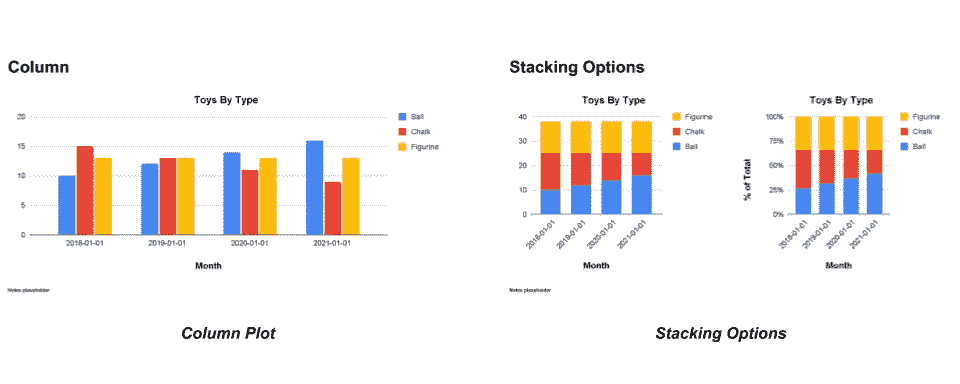 Column
Toys By Type
20
15
10
5
0
2018-01-01
2019-01-01
2020-01-01
2021-01-01
Month
Ball
Chalk
Figurine
Notes placeholder
Column Plot
Stacking Options
Toys By Type
40
30
20
10
0
2018-01-01
2019-01-01
2020-01-01
2021-01-01
Month
Figurine
Chalk
Ball
Toys By Type
% of Total
100%
75%
50%
25%
0%
2018-01-01
2019-01-01
2020-01-01
2021-01-01
Month
Figurine
Chalk
Ball
Notes placeholder
Stacking Options